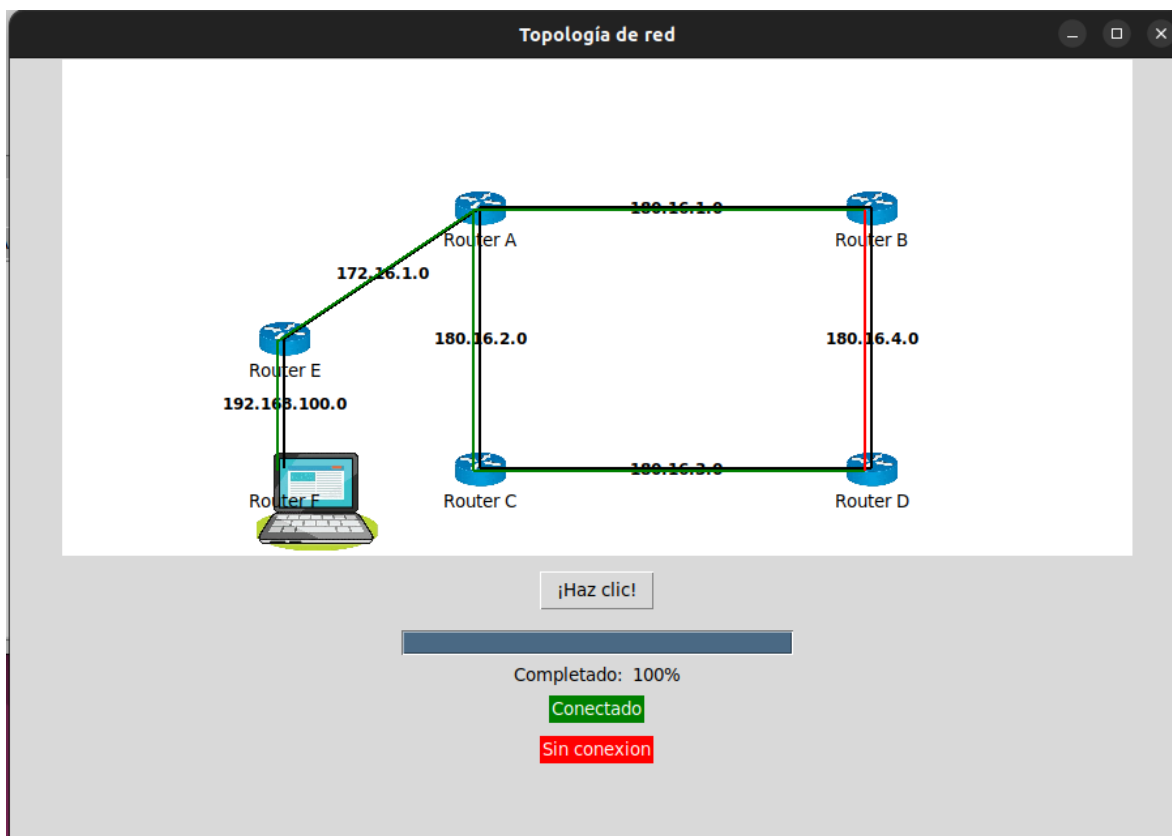 Topología de red
180.16.1.0
Router A
Router B
172.16.1.0
180.16.2.0
180.16.4.0
Router E
192.168.100.0
180.16.3.0
Router F
Router C
Router D
¡Haz clic!
Completado: 100%
Conectado
Sin conexion